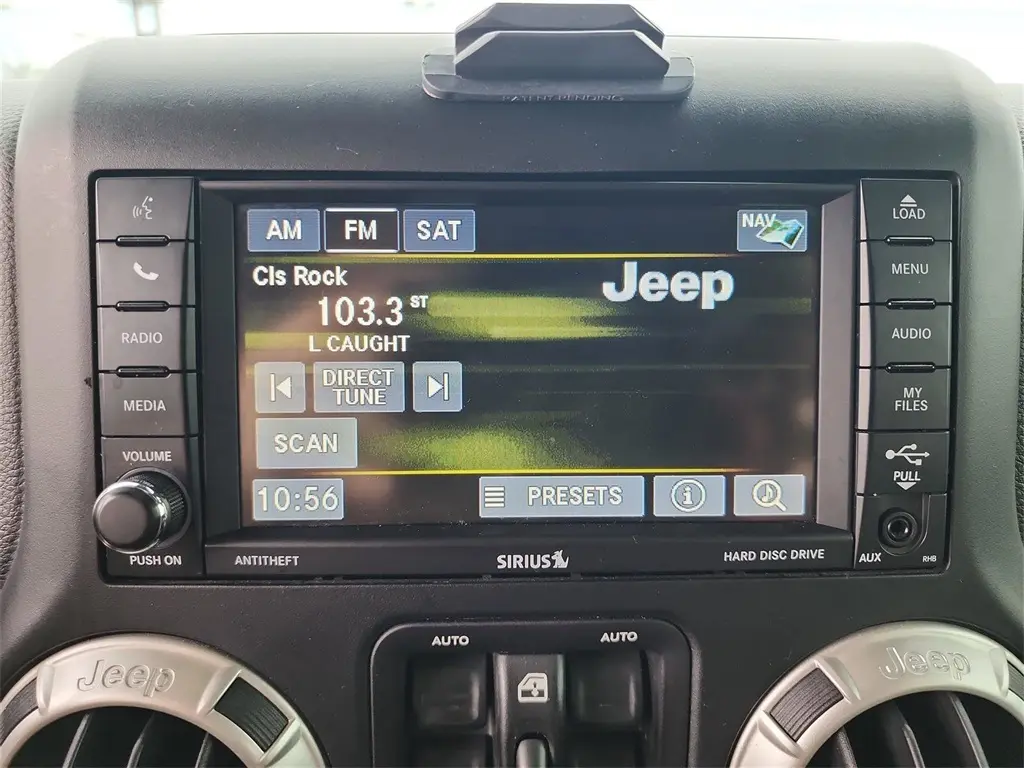 PATENT PENDING
AM FM SAT NAV
Cls Rock
Jeep
103.3 ST
L CAUGHT
DIRECT
TUNE
SCAN
10:56 PRESETS
RADIO
MEDIA
VOLUME
PUSH ON
LOAD
MENU
AUDIO
MY
FILES
PULL
AUX
RHB
ANTITHEFT SIRIUS HARD DISC DRIVE
AUTO AUTO
Jeep Jeep